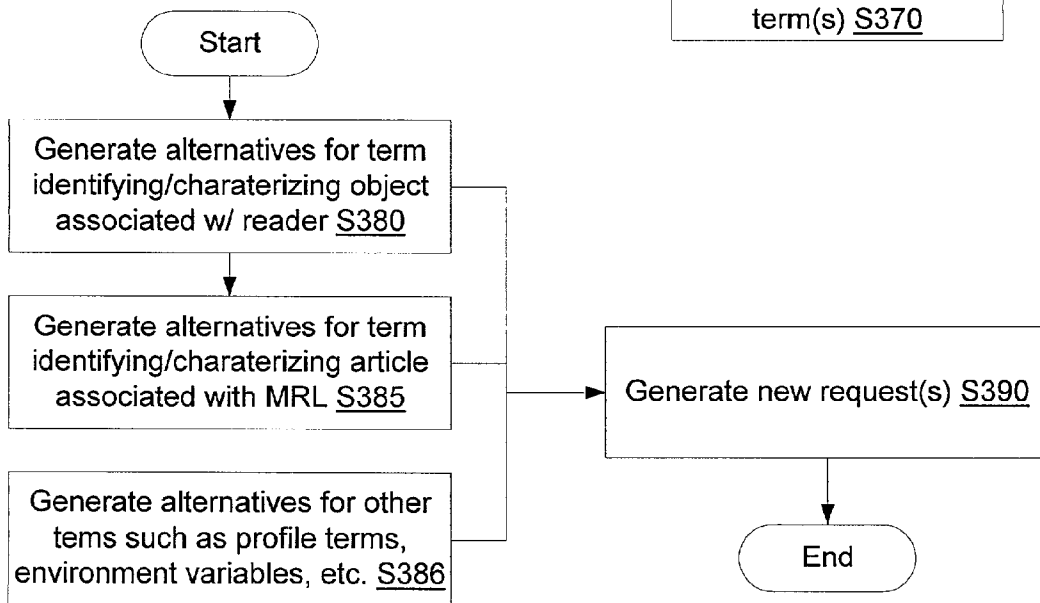 term(s) S370
Start
Generate alternatives for term
identifying/charaterizing object
associated w/ reader S380
Generate alternatives for term
identifying/charaterizing article
associated with MRL S385
Generate alternatives for other
tems such as profile terms,
environment variables, etc. S386
Generate new request(s) S390
End